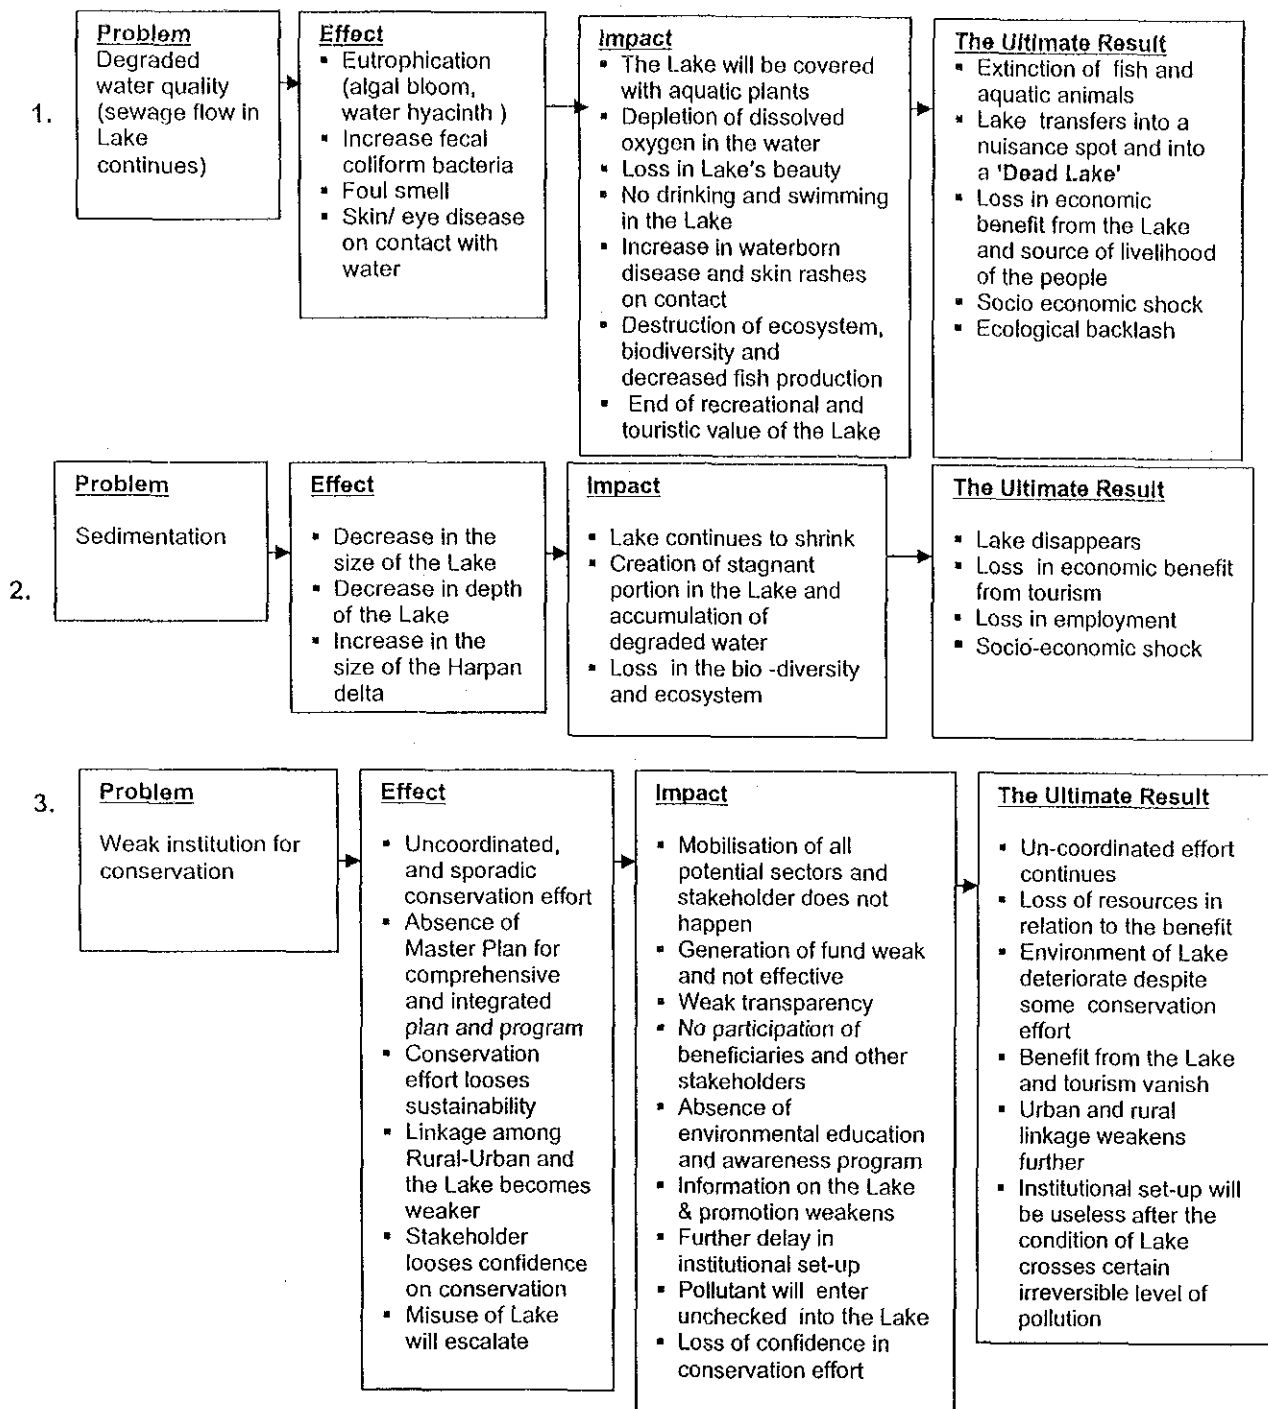 1.
Problem
Degraded
water quality
(sewage flow in
Lake
continues)
Effect
▪ Eutrophication
(algal bloom,
water hyacinth )
▪ Increase fecal
coliform bacteria
▪ Foul smell
▪ Skin/ eye disease
on contact with
water
Impact
▪ The Lake will be covered
with aquatic plants
▪ Depletion of dissolved
oxygen in the water
▪ Loss in Lake's beauty
▪ No drinking and swimming
in the Lake
▪ Increase in waterborn
disease and skin rashes
on contact
▪ Destruction of ecosystem,
biodiversity and
decreased fish production
▪ End of recreational and
touristic value of the Lake
The Ultimate Result
▪ Extinction of fish and
aquatic animals
▪ Lake transfers into a
nuisance spot and into
a 'Dead Lake'
▪ Loss in economic
benefit from the Lake
and source of livelihood
of the people
▪ Socio economic shock
▪ Ecological backlash
2.
Problem
Sedimentation
Effect
▪ Decrease in the
size of the Lake
▪ Decrease in depth
of the Lake
▪ Increase in the
size of the Harpan
delta
Impact
▪ Lake continues to shrink
▪ Creation of stagnant
portion in the Lake and
accumulation of
degraded water
▪ Loss in the bio -diversity
and ecosystem
The Ultimate Result
▪ Lake disappears
▪ Loss in economic benefit
from tourism
▪ Loss in employment
▪ Socio-economic shock
3.
Problem
Weak institution for
conservation
Effect
▪ Uncoordinated,
and sporadic
conservation effort
▪ Absence of
Master Plan for
comprehensive
and integrated
plan and program
▪ Conservation
effort looses
sustainability
▪ Linkage among
Rural-Urban and
the Lake becomes
weaker
▪ Stakeholder
looses confidence
on conservation
▪ Misuse of Lake
will escalate
Impact
▪ Mobilisation of all
potential sectors and
stakeholder does not
happen
▪ Generation of fund weak
and not effective
▪ Weak transparency
▪ No participation of
beneficiaries and other
stakeholders
▪ Absence of
environmental education
and awareness program
▪ Information on the Lake
& promotion weakens
▪ Further delay in
institutional set-up
▪ Pollutant will enter
unchecked into the Lake
▪ Loss of confidence in
conservation effort
The Ultimate Result
▪ Un-coordinated effort
continues
▪ Loss of resources in
relation to the benefit
▪ Environment of Lake
deteriorate despite
some conservation
effort
▪ Benefit from the Lake
and tourism vanish
▪ Urban and rural
linkage weakens
further
▪ Institutional set-up will
be useless after the
condition of Lake
crosses certain
irreversible level of
pollution